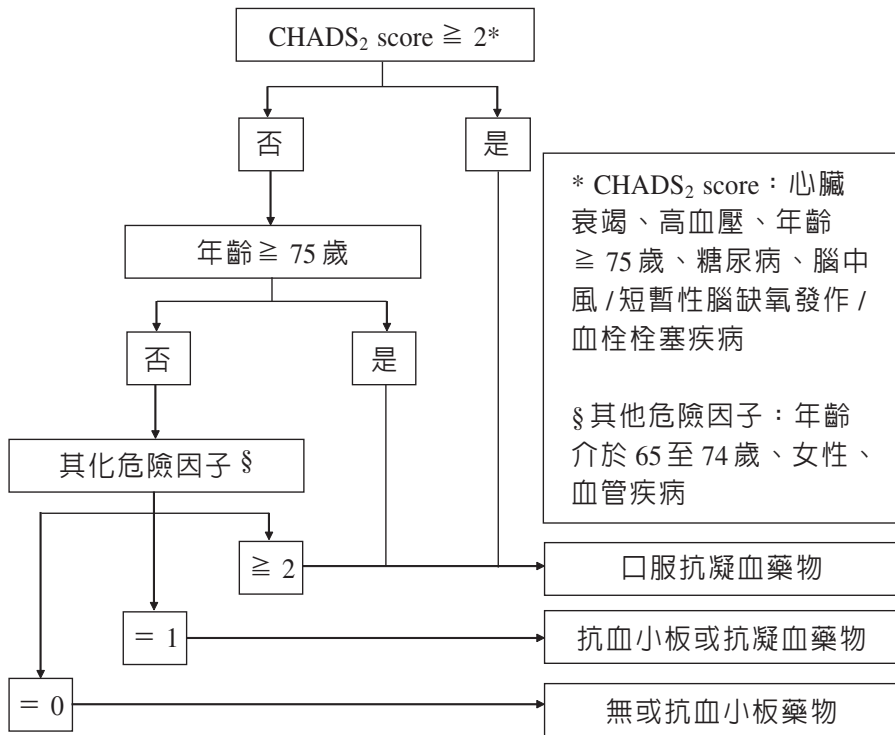 CHADS₂ score ≧ 2*
否
是
年齡 ≧ 75 歲
否
是
其化危險因子 §
≧ 2
= 1
= 0
* CHADS₂ score：心臟
衰竭、高血壓、年齡
≧ 75 歲、糖尿病、腦中
風 / 短暫性腦缺氧發作 /
血栓栓塞疾病
§ 其他危險因子：年齡
介於 65 至 74 歲、女性、
血管疾病
口服抗凝血藥物
抗血小板或抗凝血藥物
無或抗血小板藥物